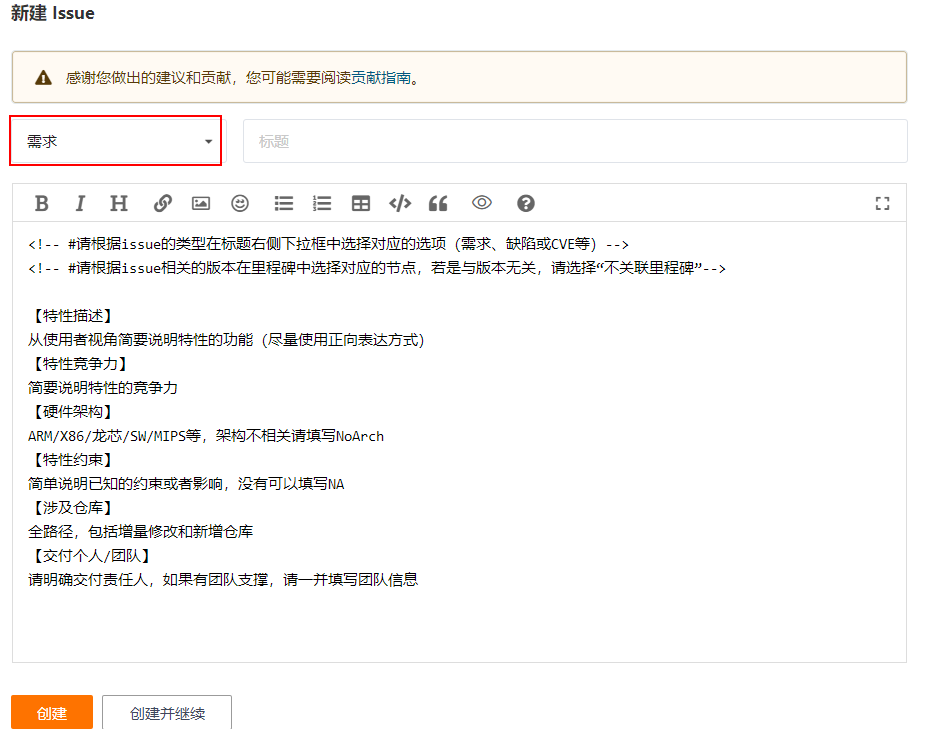 新建 Issue
感谢您做出的建议和贡献，您可能需要阅读贡献指南。
需求
标题
B I H
<!-- #请根据issue的类型在标题右侧下拉框中选择对应的选项（需求、缺陷或CVE等）-->
<!-- #请根据issue相关的版本在里程碑中选择对应的节点，若是与版本无关，请选择“不关联里程碑”-->
【特性描述】
从使用者视角简要说明特性的功能（尽量使用正向表达方式）
【特性竞争力】
简要说明特性的竞争力
【硬件架构】
ARM/X86/龙芯/SW/MIPS等，架构不相关请填写NoArch
【特性约束】
简单说明已知的约束或者影响，没有可以填写NA
【涉及仓库】
全路径，包括增量修改和新增仓库
【交付个人/团队】
请明确交付责任人，如果有团队支撑，请一并填写团队信息
创建
创建并继续